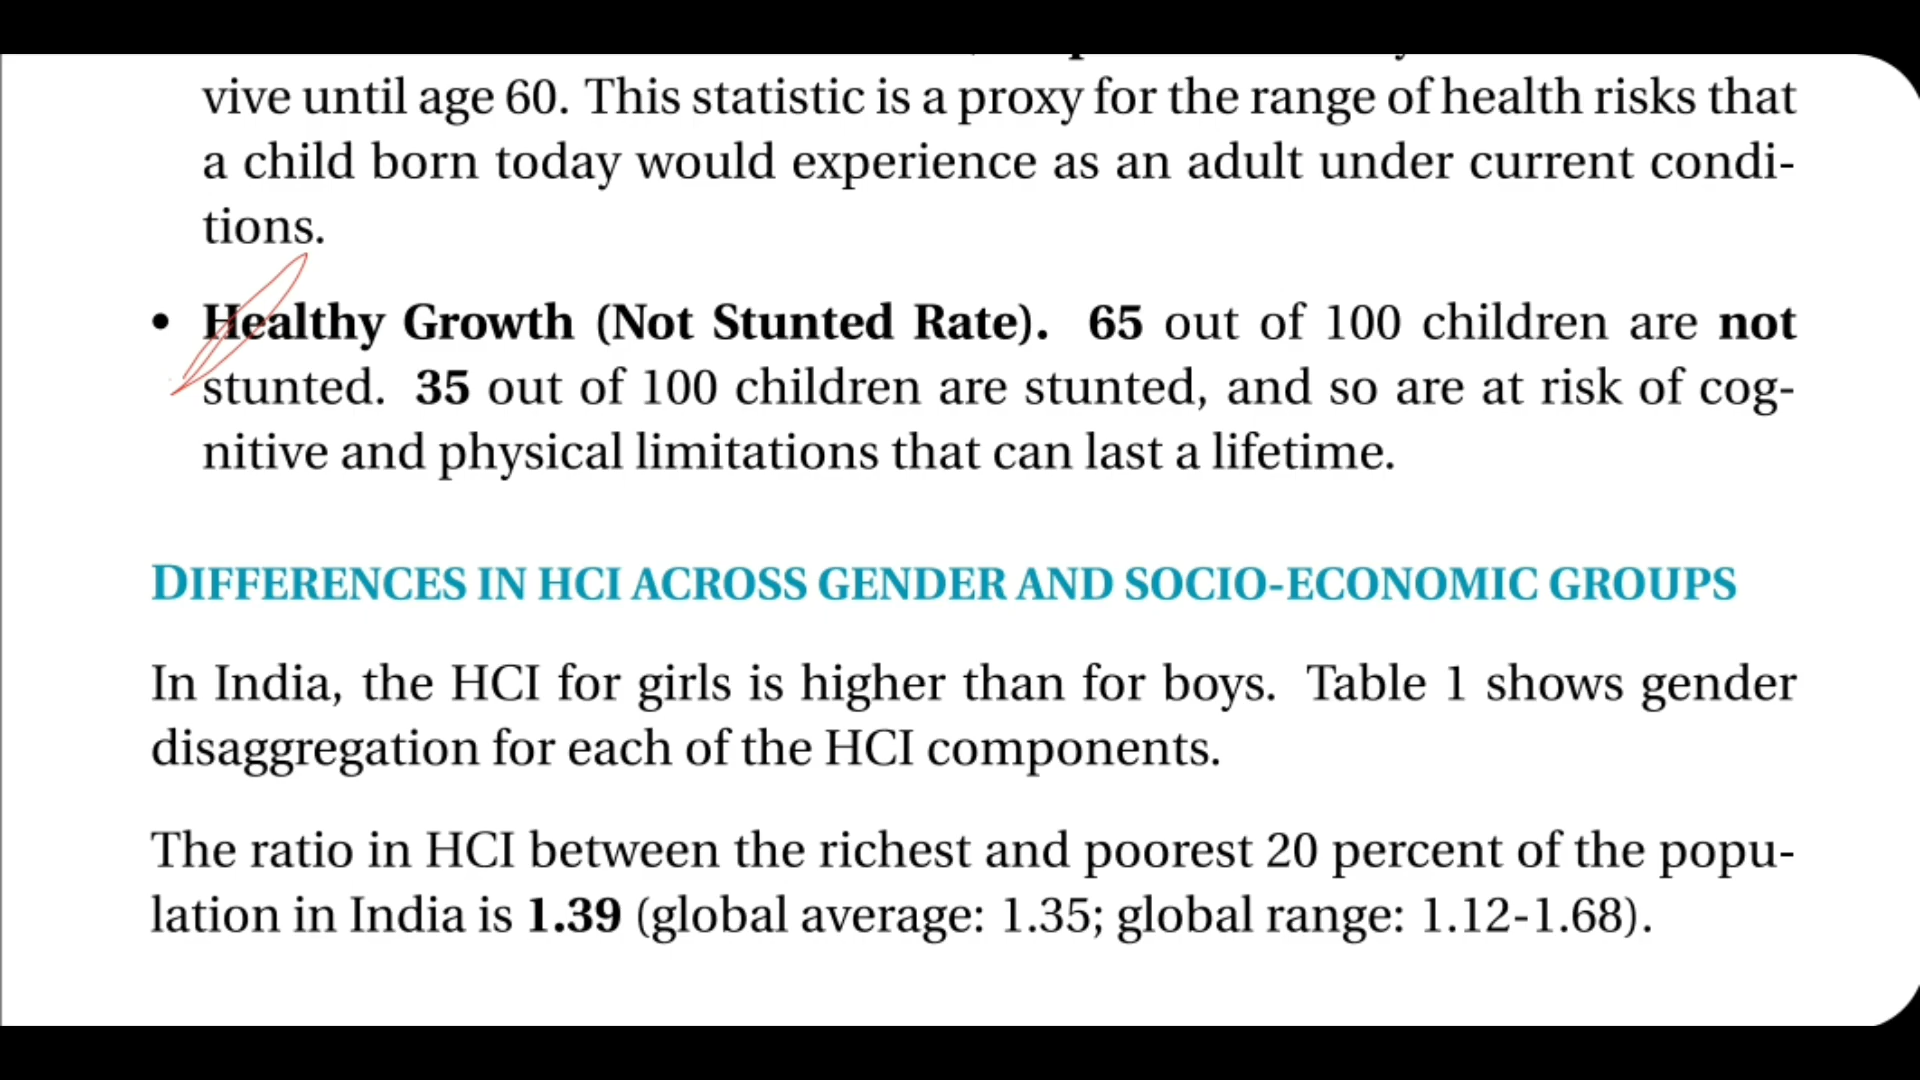 vive until age 60. This statistic is a proxy for the range of health risks that
a child born today would experience as an adult under current condi-
tions.
• Healthy Growth (Not Stunted Rate). 65 out of 100 children are not
stunted. 35 out of 100 children are stunted, and so are at risk of cog-
nitive and physical limitations that can last a lifetime.
DIFFERENCES IN HCI ACROSS GENDER AND SOCIO-ECONOMIC GROUPS
In India, the HCI for girls is higher than for boys. Table 1 shows gender
disaggregation for each of the HCI components.
The ratio in HCI between the richest and poorest 20 percent of the popu-
lation in India is 1.39 (global average: 1.35; global range: 1.12-1.68).